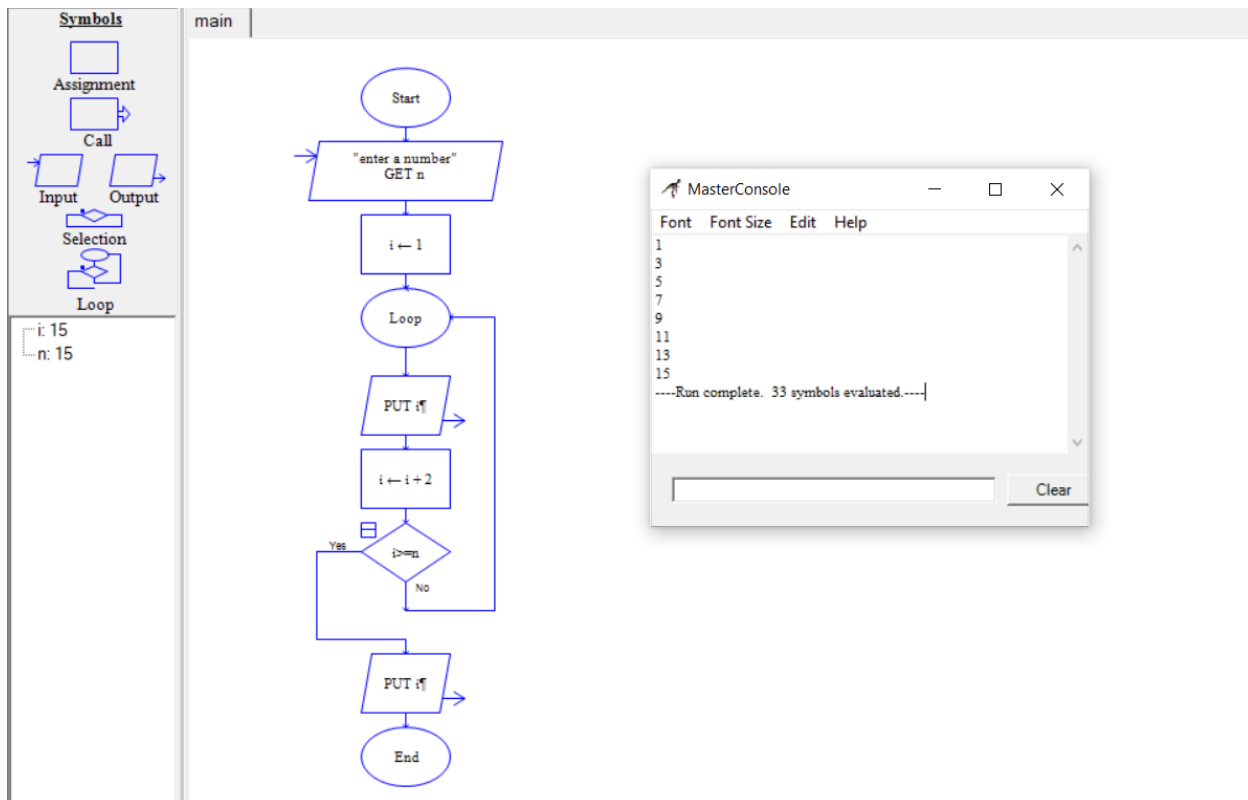 Symbols
Assignment
Call
Input Output
Selection
Loop
i: 15
n: 15
main
Start
"enter a number"
GET n
i ← 1
Loop
PUT i¶
i ← i + 2
Yes
i>=n
No
PUT i¶
End
MasterConsole
Font Font Size Edit Help
1
3
5
7
9
11
13
15
----Run complete. 33 symbols evaluated.----
Clear